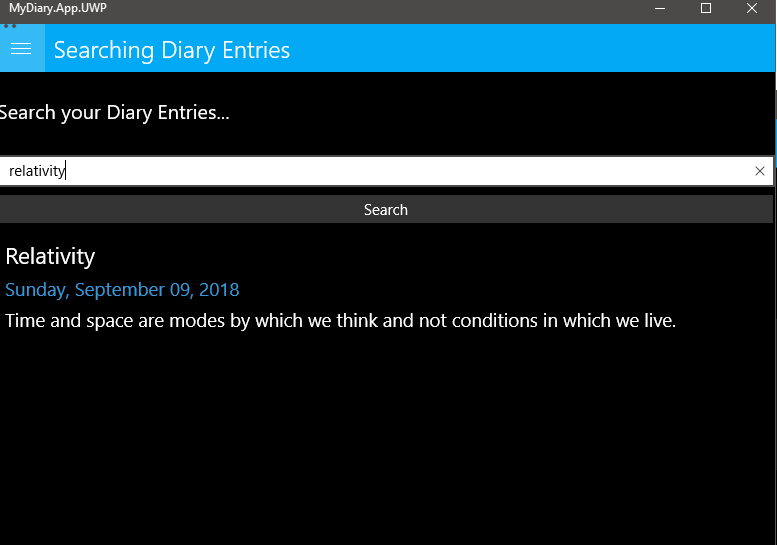 MyDiary.App.UWP
Searching Diary Entries
Search your Diary Entries...
relativity
Search
Relativity
Sunday, September 09, 2018
Time and space are modes by which we think and not conditions in which we live.